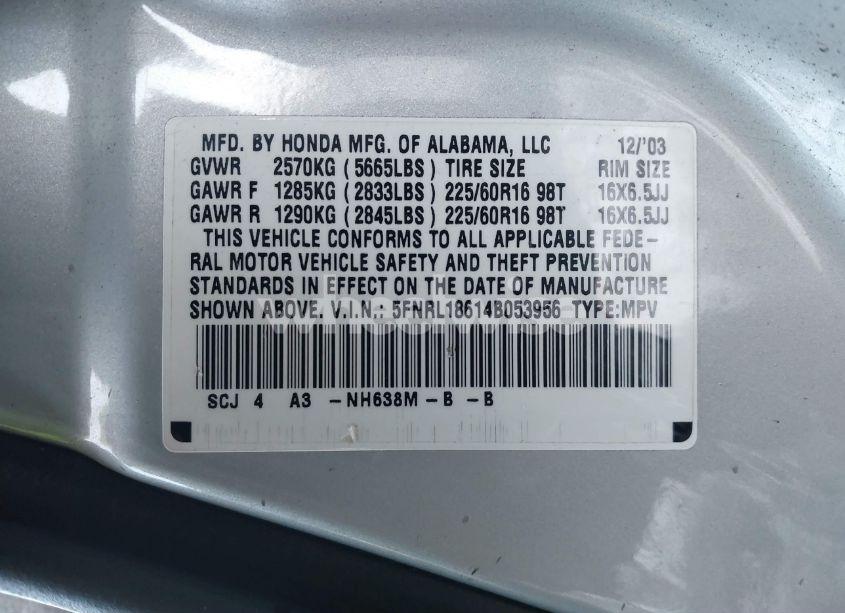 MFD. BY HONDA MFG. OF ALABAMA, LLC 12/'03
GVWR 2570KG (5665LBS) TIRE SIZE RIM SIZE
GAWR F 1285KG (2833LBS) 225/60R16 98T 16X6.5JJ
GAWR R 1290KG (2845LBS) 225/60R16 98T 16X6.5JJ
THIS VEHICLE CONFORMS TO ALL APPLICABLE FEDE-
RAL MOTOR VEHICLE SAFETY AND THEFT PREVENTION
STANDARDS IN EFFECT ON THE DATE OF MANUFACTURE
SHOWN ABOVE. V.I.N.: 5FNRL18614B053956 TYPE:MPV
SCJ 4 A3 -NH638M-B -B